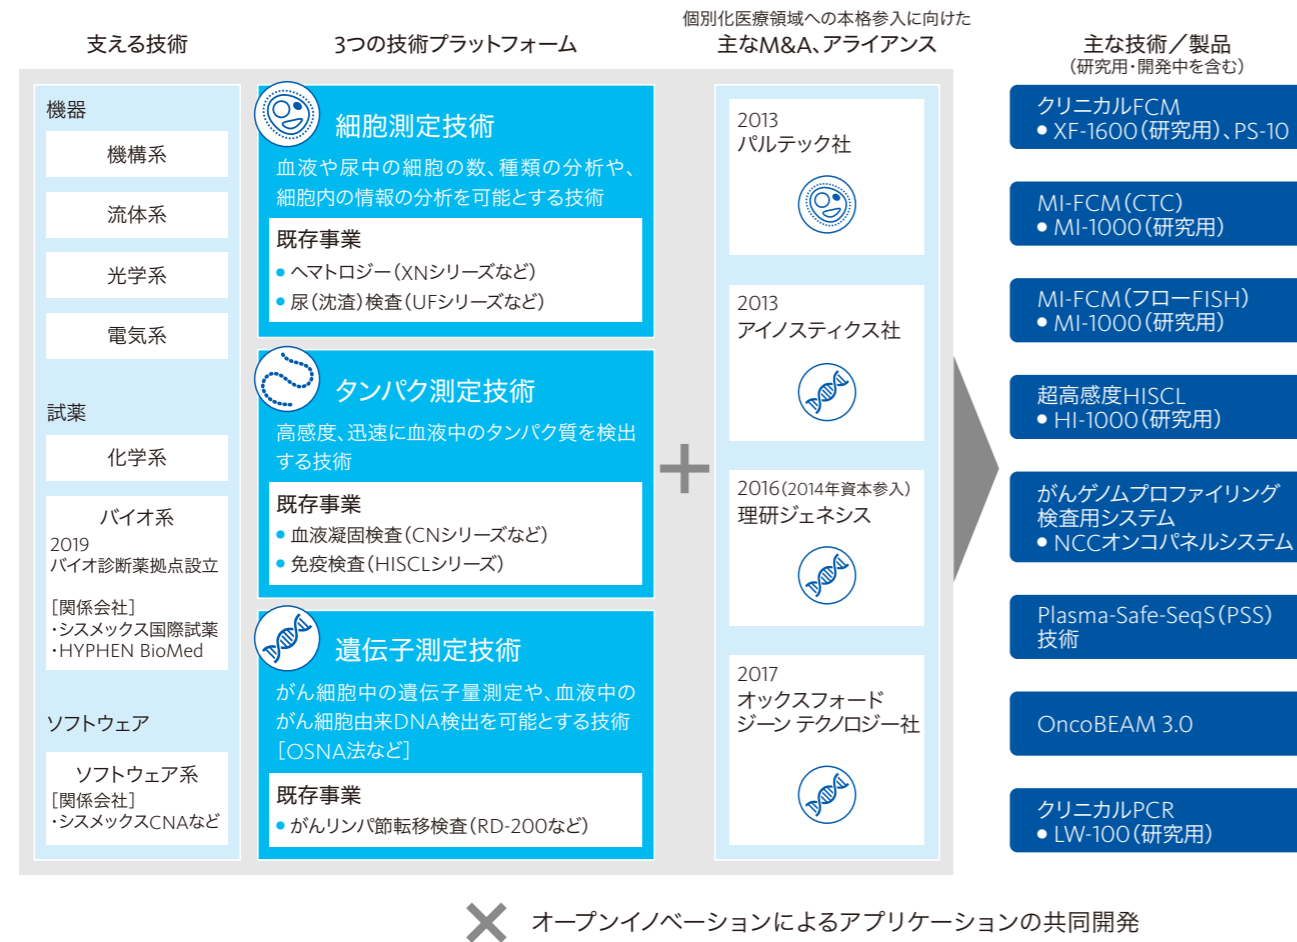 支える技術
3つの技術プラットフォーム
個別化医療領域への本格参入に向けた
主なM&A、アライアンス
主な技術／製品
（研究用・開発中を含む）
機器
機構系
流体系
光学系
電気系
試薬
化学系
バイオ系
2019
バイオ診断薬拠点設立
［関係会社］
・シスメックス国際試薬
・HYPHEN BioMed
ソフトウェア
ソフトウェア系
［関係会社］
・シスメックスCNAなど
細胞測定技術
血液や尿中の細胞の数、種類の分析や、
細胞内の情報の分析を可能とする技術
既存事業
● ヘマトロジー（XNシリーズなど）
● 尿（沈渣）検査（UFシリーズなど）
タンパク測定技術
高感度、迅速に血液中のタンパク質を検出
する技術
既存事業
● 血液凝固検査（CNシリーズなど）
● 免疫検査（HISCLシリーズ）
遺伝子測定技術
がん細胞中の遺伝子量測定や、血液中の
がん細胞由来DNA検出を可能とする技術
［OSNA法など］
既存事業
● がんリンパ節転移検査（RD-200など）
＋
2013
パルテック社
2013
アイノスティクス社
2016（2014年資本参入）
理研ジェネシス
2017
オックスフォード
ジーン テクノロジー社
クリニカルFCM
● XF-1600（研究用）、PS-10
MI-FCM（CTC）
● MI-1000（研究用）
MI-FCM（フローFISH）
● MI-1000（研究用）
超高感度HISCL
● HI-1000（研究用）
がんゲノムプロファイリング
検査用システム
● NCCオンコパネルシステム
Plasma-Safe-SeqS（PSS）
技術
OncoBEAM 3.0
クリニカルPCR
● LW-100（研究用）
× オープンイノベーションによるアプリケーションの共同開発